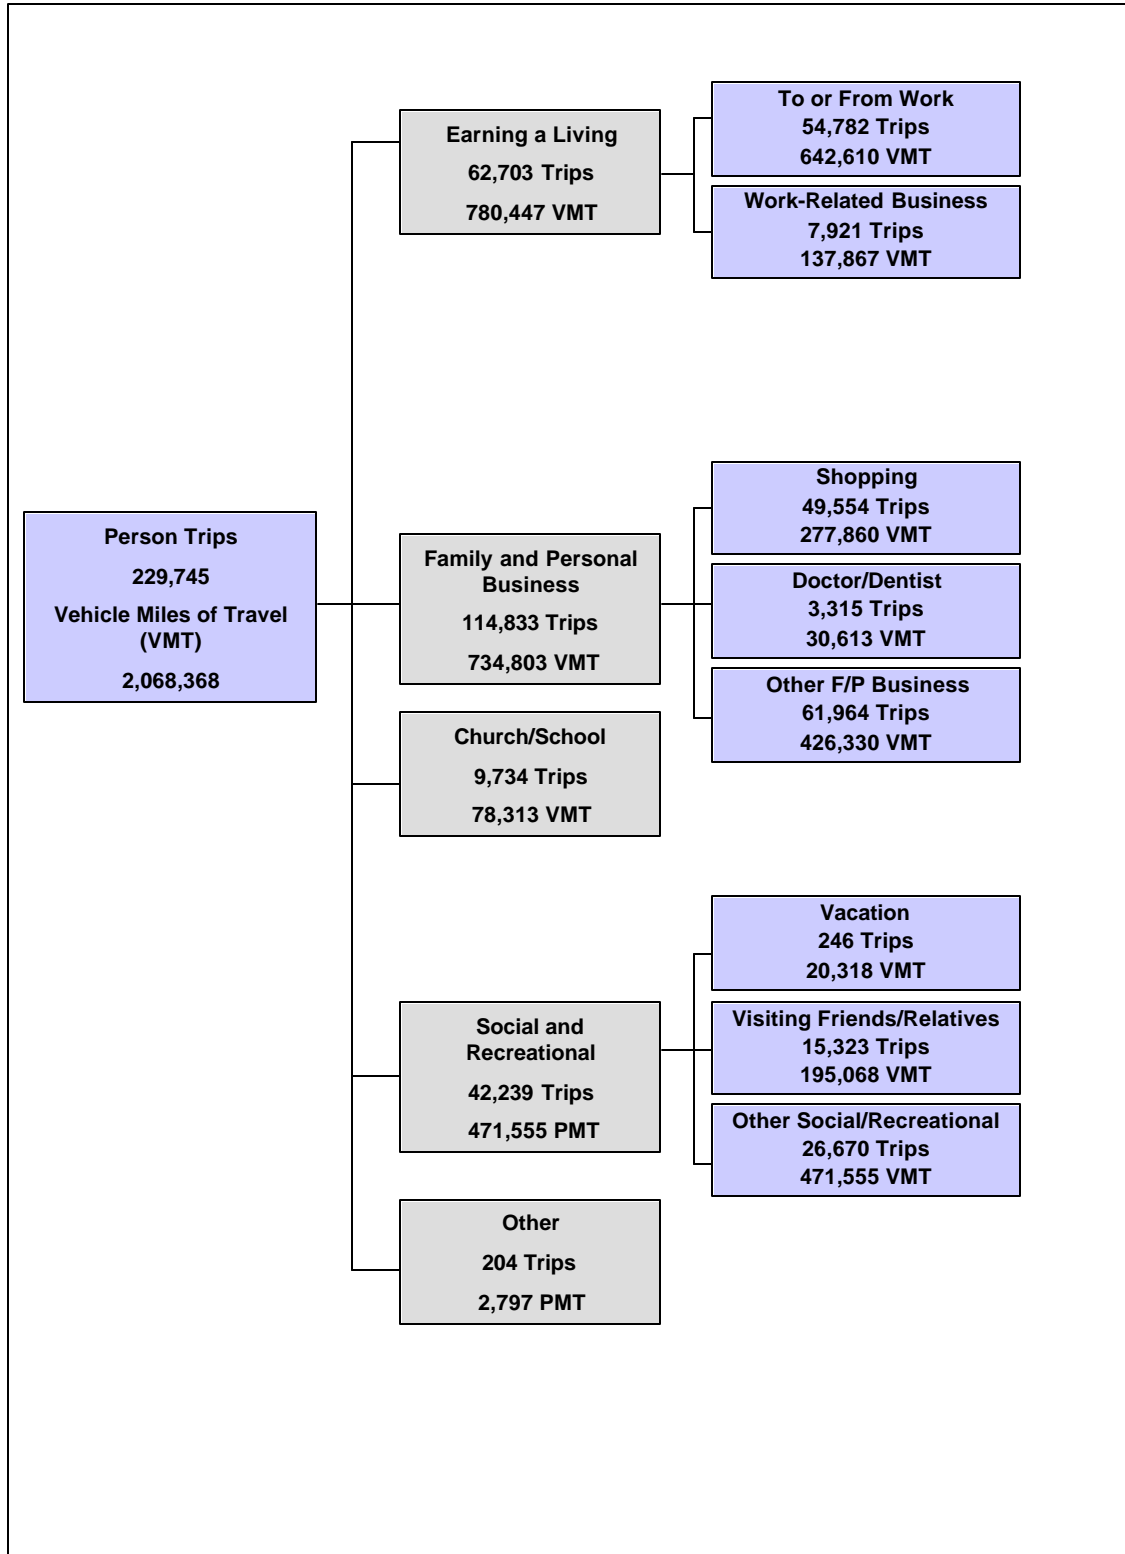 Person Trips
229,745
Vehicle Miles of Travel
(VMT)
2,068,368
Earning a Living
62,703 Trips
780,447 VMT
To or From Work
54,782 Trips
642,610 VMT
Work-Related Business
7,921 Trips
137,867 VMT
Family and Personal
Business
114,833 Trips
734,803 VMT
Shopping
49,554 Trips
277,860 VMT
Doctor/Dentist
3,315 Trips
30,613 VMT
Other F/P Business
61,964 Trips
426,330 VMT
Church/School
9,734 Trips
78,313 VMT
Social and
Recreational
42,239 Trips
471,555 PMT
Vacation
246 Trips
20,318 VMT
Visiting Friends/Relatives
15,323 Trips
195,068 VMT
Other Social/Recreational
26,670 Trips
471,555 VMT
Other
204 Trips
2,797 PMT